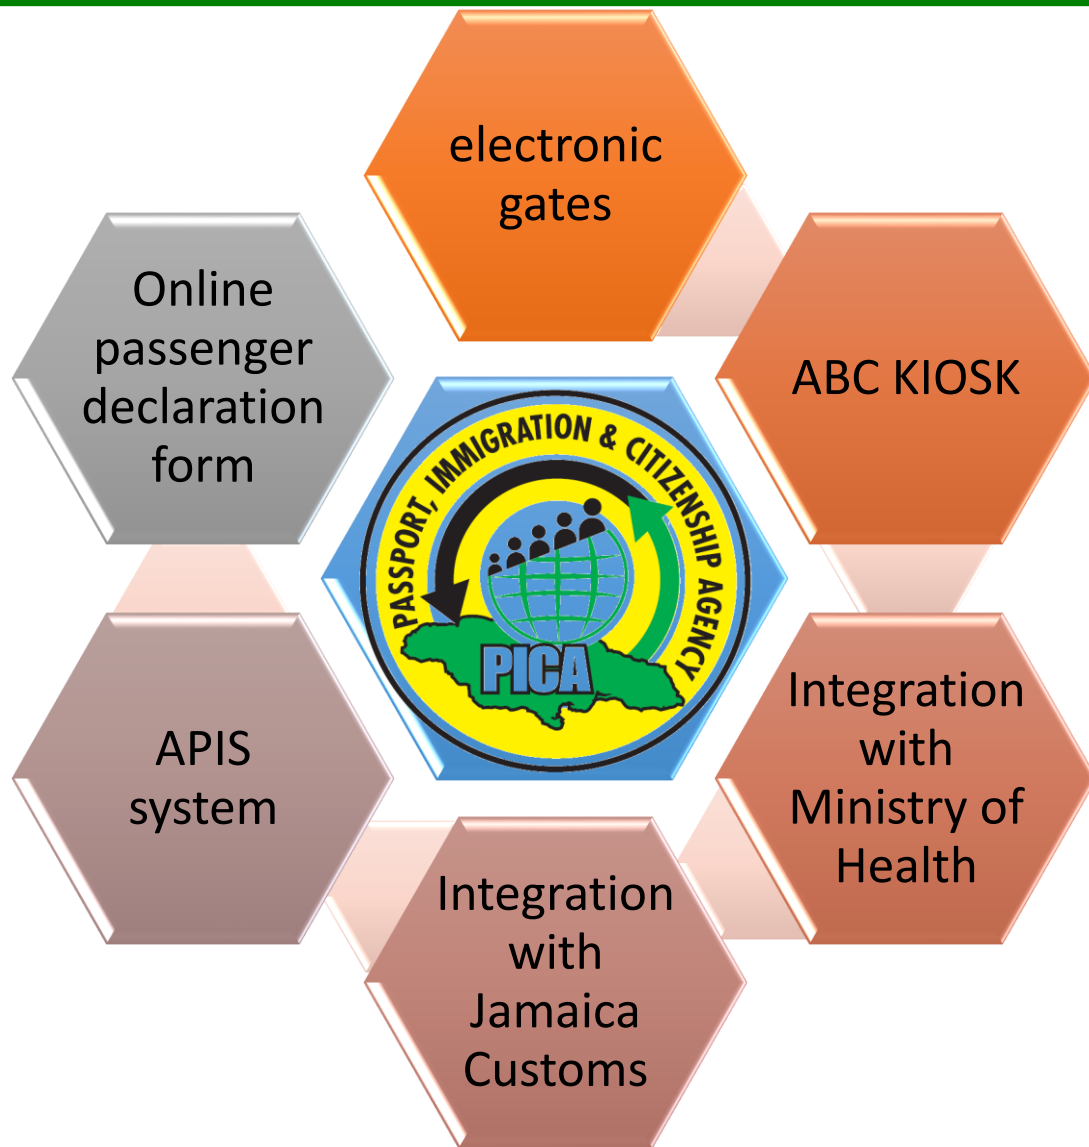 electronic
gates
ABC KIOSK
Integration
with
Ministry of
Health
Integration
with
Jamaica
Customs
APIS
system
Online
passenger
declaration
form
PASSPORT, IMMIGRATION & CITIZENSHIP AGENCY
PICA